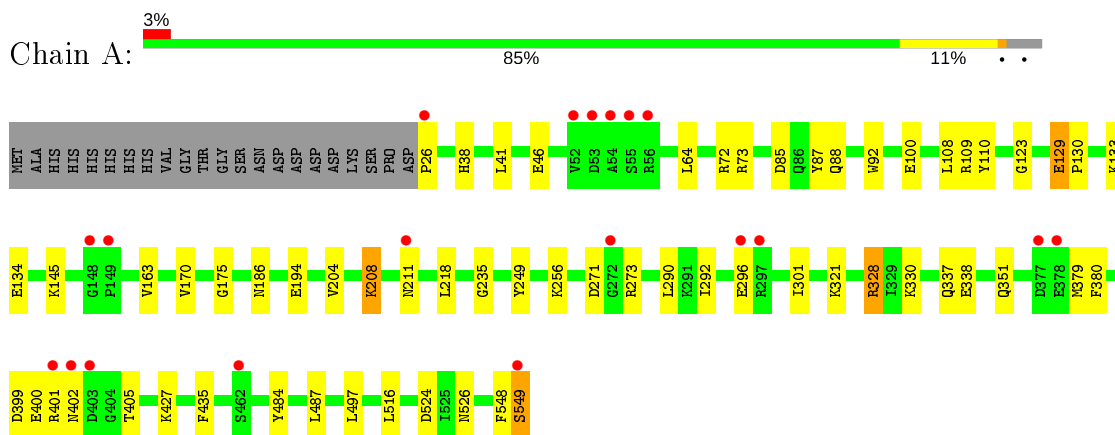 3%
Chain A:
85% 11% • •
MET ALA HIS HIS HIS HIS HIS HIS VAL GLY THR GLY SER ASN ASP ASP ASP ASP LYS SER PRO ASP P26 H38 L41 E46 V52 D53 A54 S55 R56 L64 R72 R73 D85 Q86 Y87 Q88 W92 E100 L108 R109 Y110 G123 E129 P130 K133
E134 K145 G148 P149 V163 V170 G175 N186 E194 V204 K208 N211 L218 G235 Y249 K256 D271 G272 R273 L290 K291 I292 E296 R297 I301 K321 R328 I329 K330 Q337 E338 Q351 D377 E378 M379 F380
D399 E400 R401 N402 D403 G404 T405 K427 F435 S462 Y484 L487 L497 L516 D524 I525 N526 F548 S549